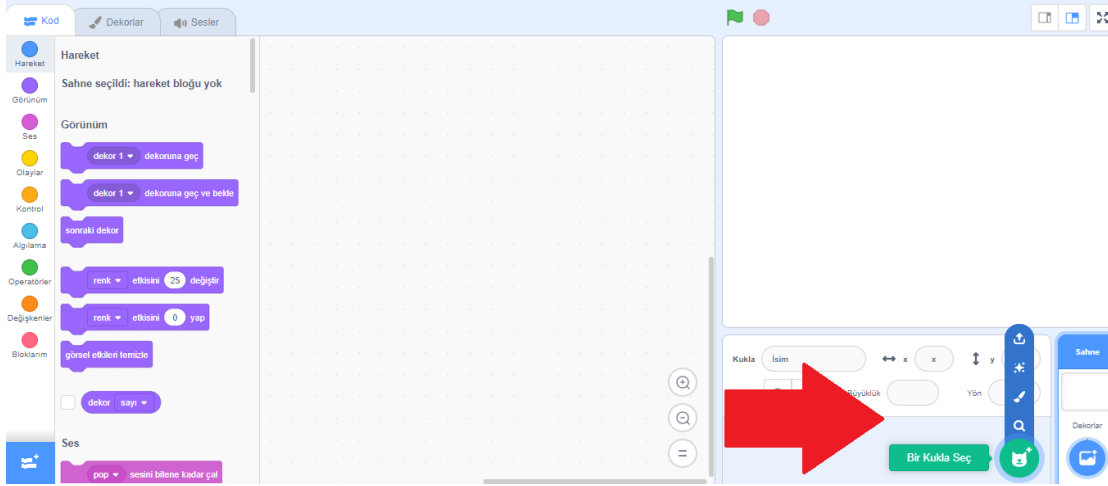 Kod
Dekorlar
Sesler
Hareket
Görünüm
Ses
Olaylar
Kontrol
Algılama
Operatörler
Değişkenler
Bloklarım
Hareket
Sahne seçildi: hareket bloğu yok
Görünüm
dekor 1 dekoruna geç
dekor 1 dekoruna geç ve bekle
sonraki dekor
renk etkisini 25 değiştir
renk etkisini 0 yap
görsel etkileri temizle
dekor sayı
Ses
pop sesini bitene kadar çal
Kukla İsim x x y
Büyüklük Yön
Bir Kukla Seç
Sahne
Dekorlar